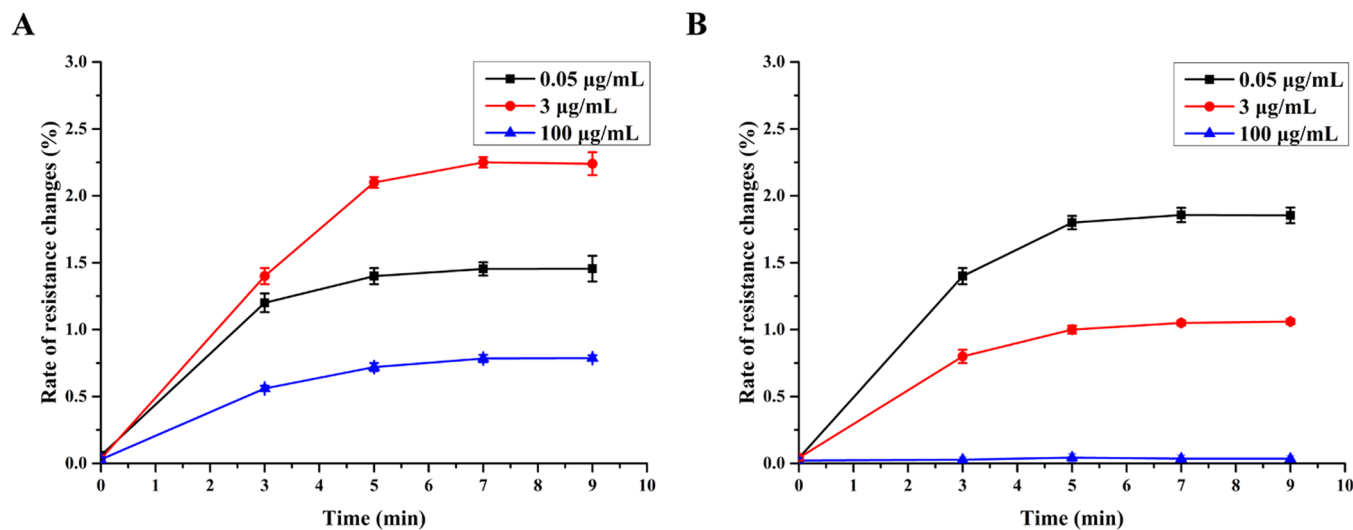 A
Rate of resistance changes (%)
3.0
2.5
2.0
1.5
1.0
0.5
0.0
0.05 μg/mL
3 μg/mL
100 μg/mL
0 1 2 3 4 5 6 7 8 9 10
Time (min)
B
Rate of resistance changes (%)
3.0
2.5
2.0
1.5
1.0
0.5
0.0
0.05 μg/mL
3 μg/mL
100 μg/mL
0 1 2 3 4 5 6 7 8 9 10
Time (min)